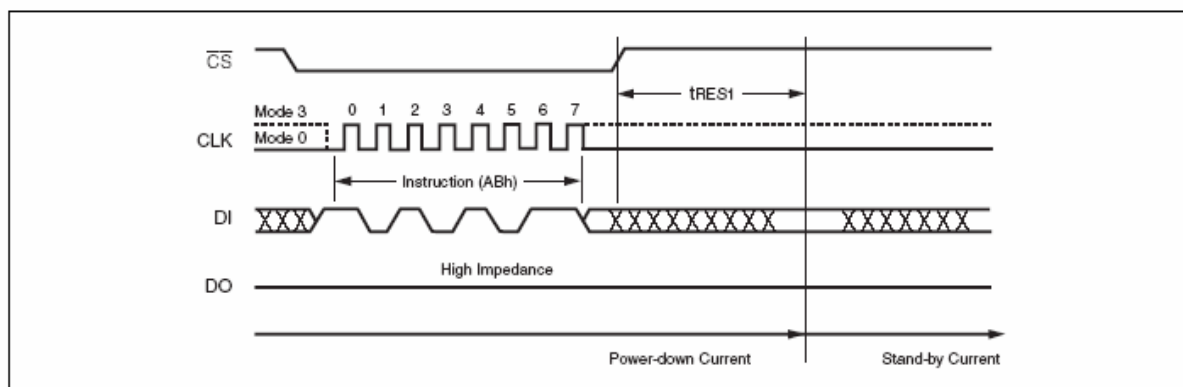 CS
tRES1
Mode 3 0 1 2 3 4 5 6 7
CLK Mode 0
Instruction (ABh)
DI
High Impedance
DO
Power-down Current Stand-by Current